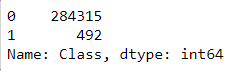 0    284315
1       492
Name: Class, dtype: int64